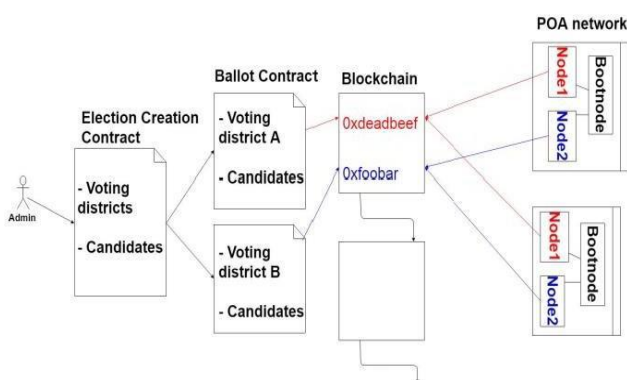 POA network
Ballot Contract
Blockchain
Election Creation
Contract
Admin
- Voting
districts
- Candidates
- Voting
district A
- Candidates
- Voting
district B
- Candidates
0xdeadbeef
0xfoobar
Node1
Node2
Bootnode
Node1
Node2
Bootnode